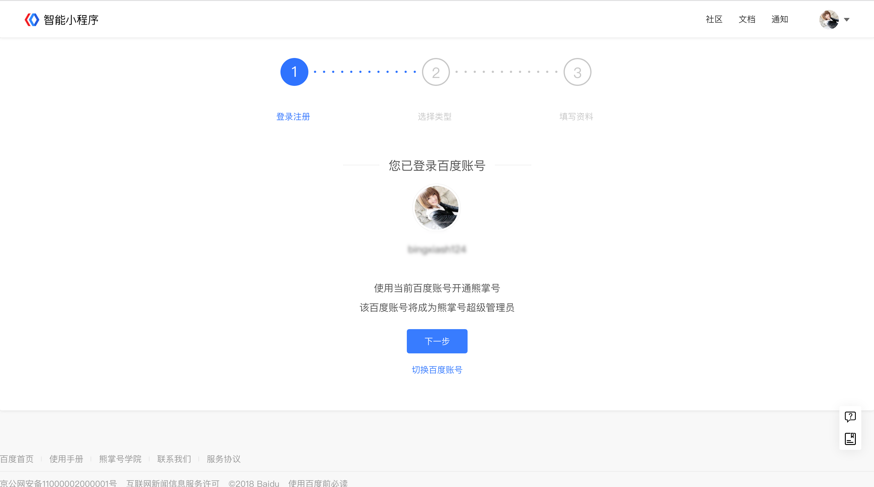 智能小程序
社区 文档 通知
1 2 3
登录注册 选择类型 填写资料
您已登录百度账号
使用当前百度账号开通熊掌号
该百度账号将成为熊掌号超级管理员
下一步
切换百度账号
百度首页 使用手册 熊掌号学院 联系我们 服务协议
京公网安备11000002000001号 互联网新闻信息服务许可 ©2018 Baidu 使用百度前必读